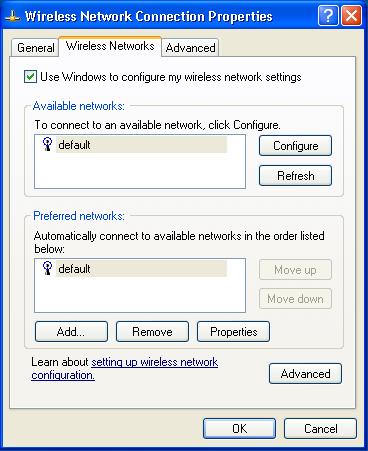 Wireless Network Connection Properties
General
Wireless Networks
Advanced
Use Windows to configure my wireless network settings
Available networks:
To connect to an available network, click Configure.
default
Configure
Refresh
Preferred networks:
Automatically connect to available networks in the order listed
below:
default
Move up
Move down
Add...
Remove
Properties
Learn about setting up wireless network
configuration.
Advanced
OK
Cancel